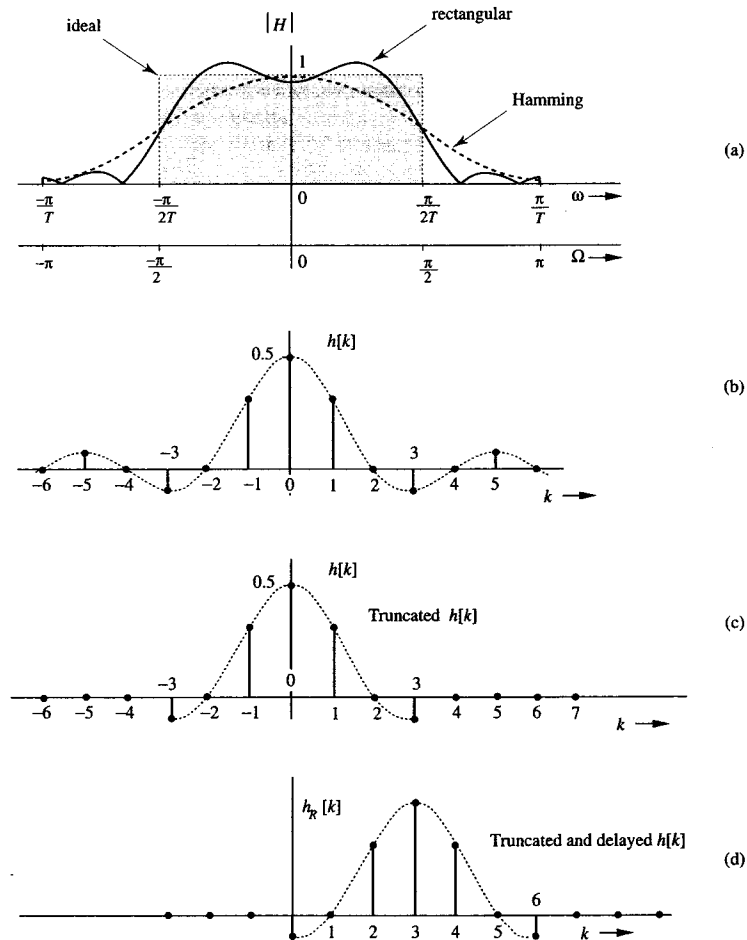 ideal
|H|
rectangular
1
Hamming
(a)
–π/T –π/2T 0 π/2T π/T ω
-π –π/2 0 π/2 π Ω
h[k]
0.5
(b)
–3 3
–6 –5 –4 –2 –1 0 1 2 4 5
k
h[k]
0.5
Truncated h[k]
(c)
–3 0 3
–6 –5 –4 –2 –1 1 2 4 5 6 7
k
h_R [k]
Truncated and delayed h[k]
(d)
6
1 2 3 4 5 k